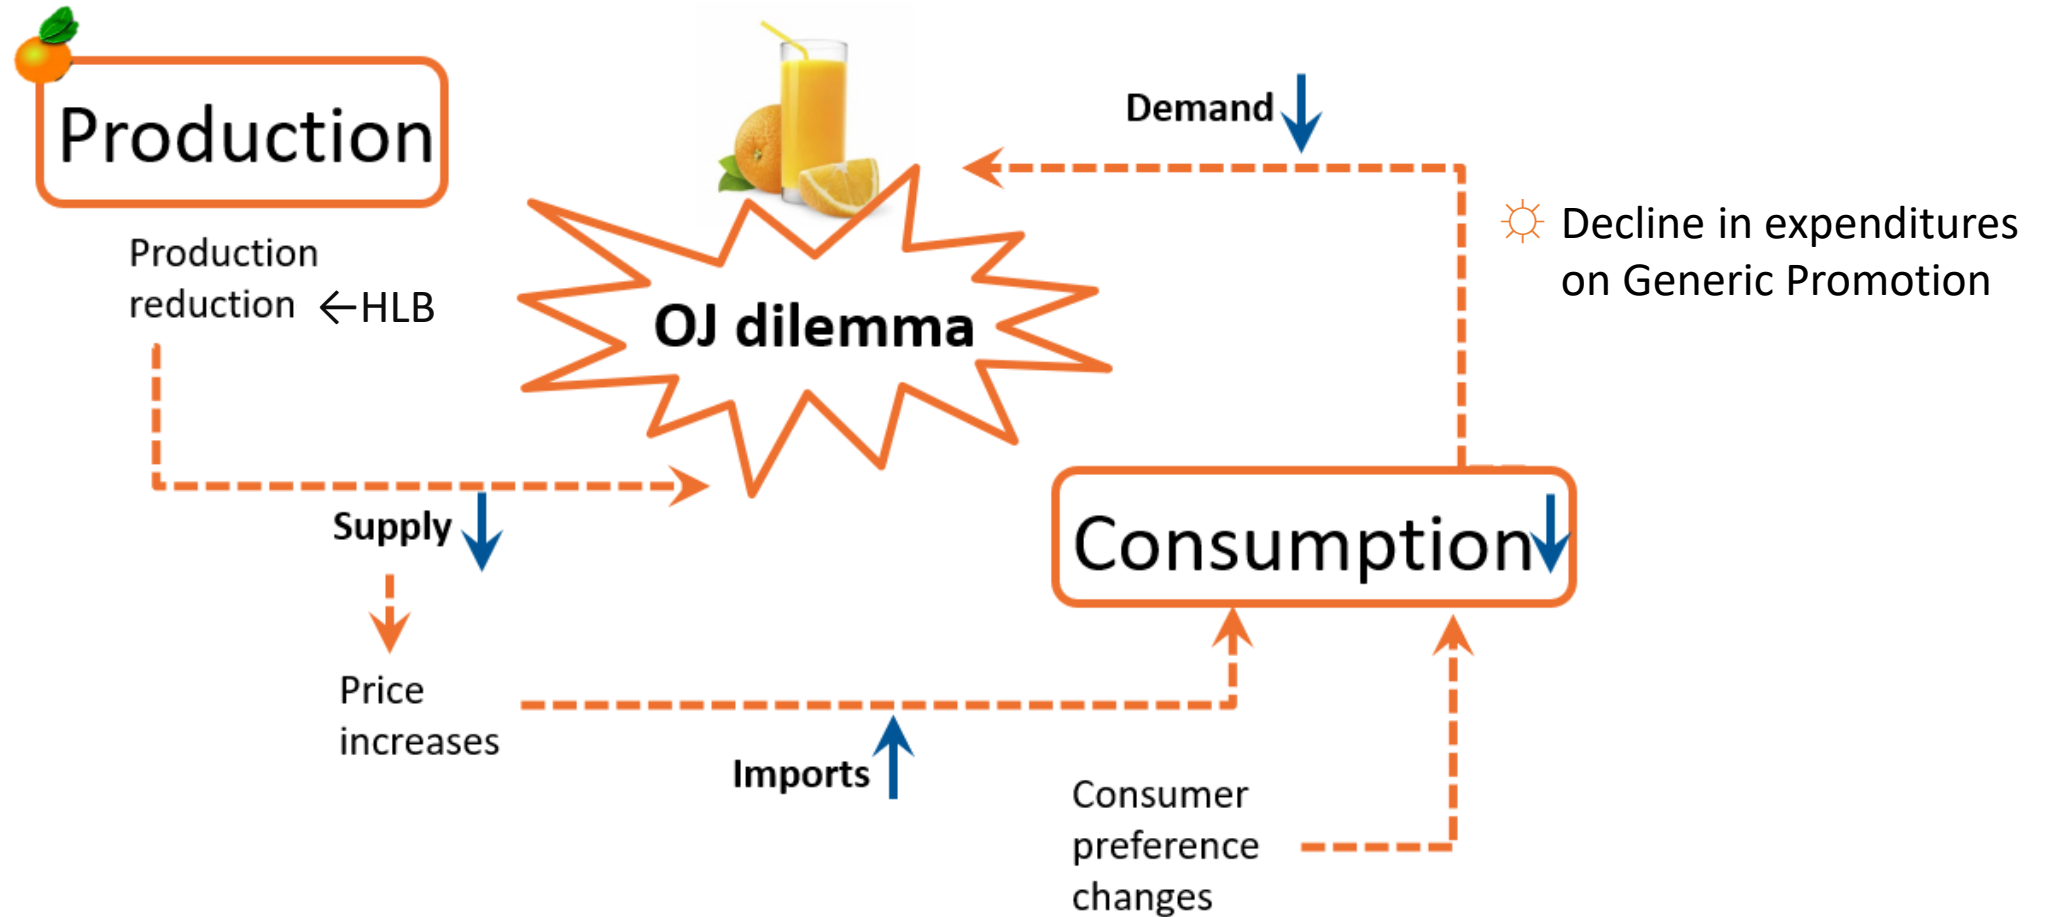 Production
Production
reduction ←HLB
OJ dilemma
Demand
Decline in expenditures
on Generic Promotion
Supply
Consumption
Price
increases
Imports
Consumer
preference
changes